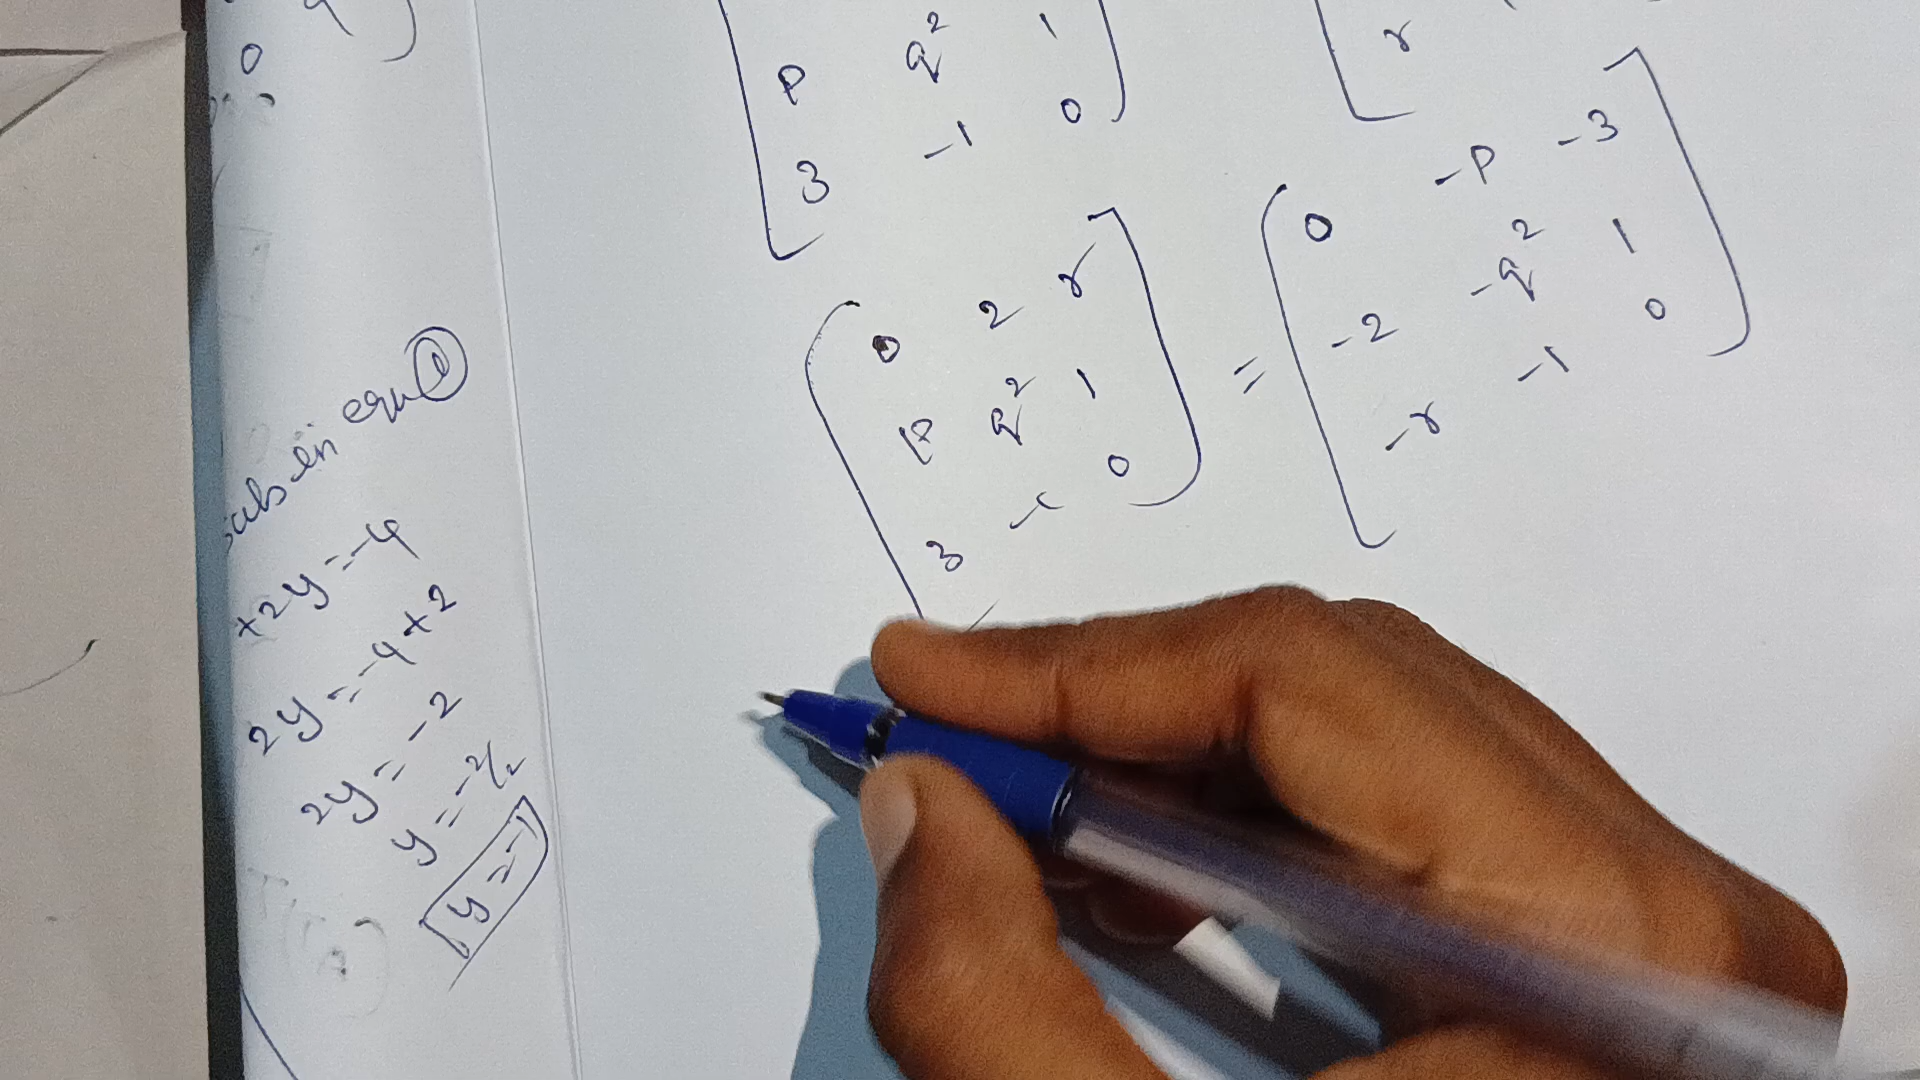 0
P q² 1
3 -1 0
r
0 2 r
P q² 1
3 -1 0
=
0 -P -3
-2 -q² 1
-r -1 0
sub in equ ①
+2y = -4
2y = -4+2
2y = -2
y = -2/2
y = -1